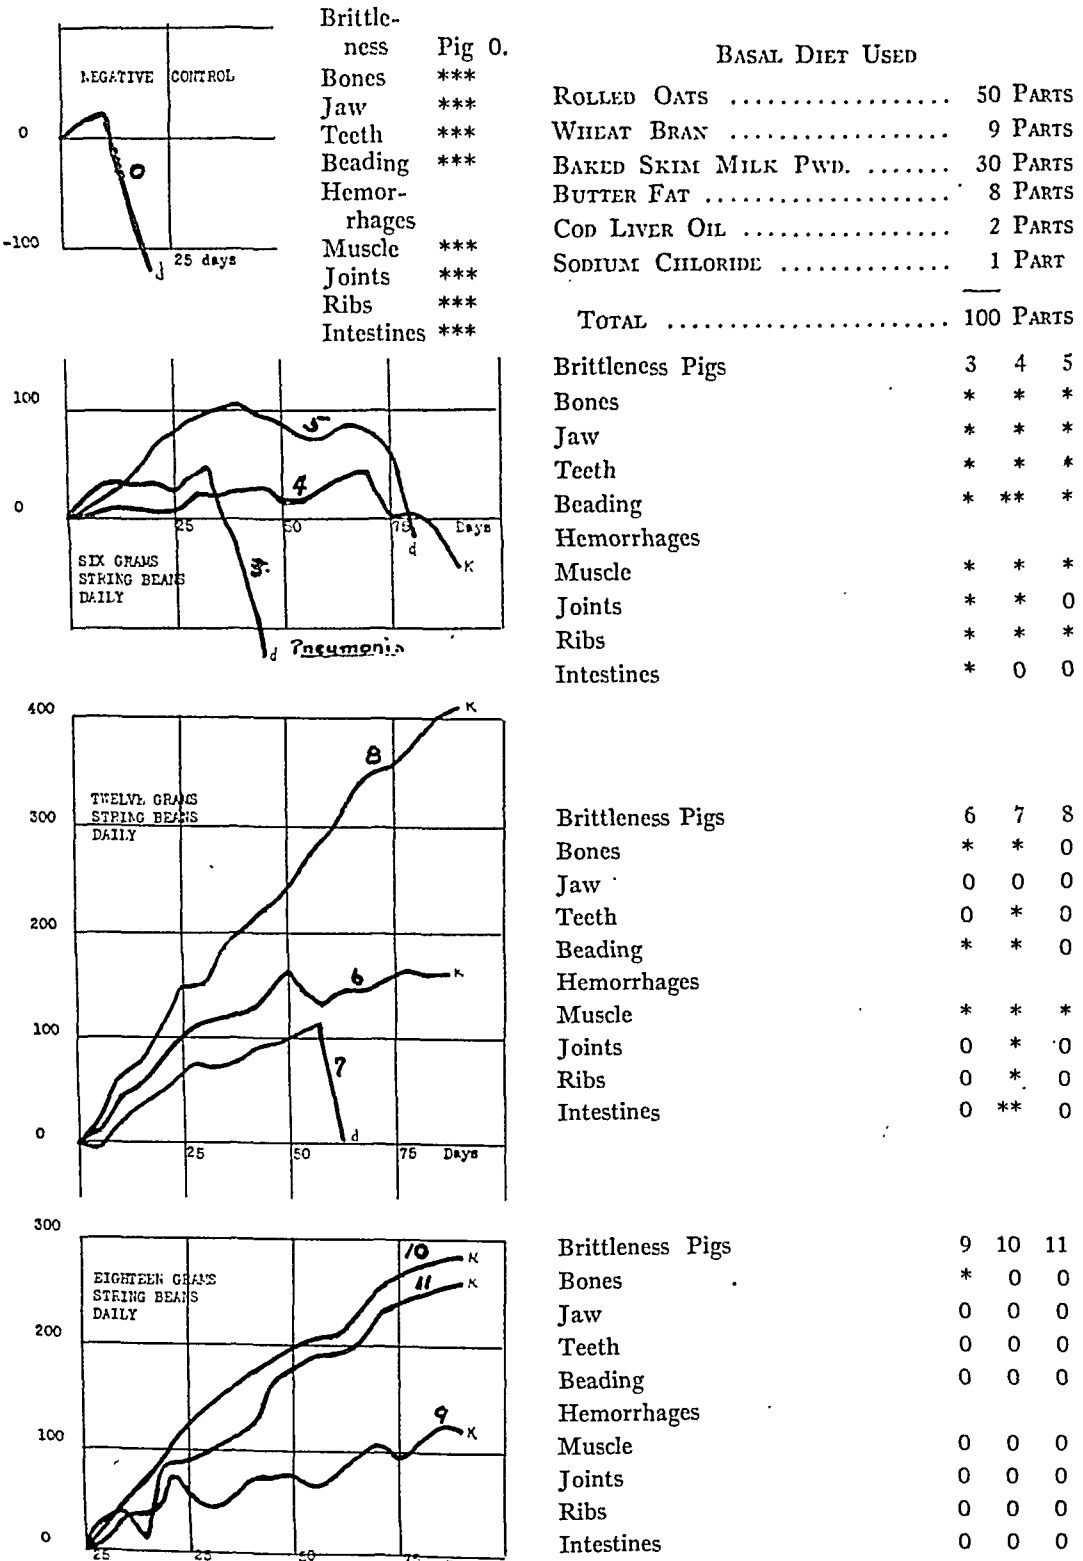 Brittle-
ness Pig 0.
Bones ***
Jaw ***
Teeth ***
Beading ***
Hemor-
rhages
Muscle ***
Joints ***
Ribs ***
Intestines ***
NEGATIVE CONTROL
0
0
-100
25 days
d
BASAL DIET USED
ROLLED OATS .................. 50 PARTS
WHEAT BRAN .................. 9 PARTS
BAKED SKIM MILK PWD. ....... 30 PARTS
BUTTER FAT .................... 8 PARTS
COD LIVER OIL ................. 2 PARTS
SODIUM CHLORIDE .............. 1 PART
TOTAL ....................... 100 PARTS
100
5
4
0
25 50 75 Days
d
K
SIX GRAMS
STRING BEANS
DAILY
3.
d Pneumonia
Brittleness Pigs 3 4 5
Bones * * *
Jaw * * *
Teeth * * *
Beading * ** *
Hemorrhages
Muscle * * *
Joints * * 0
Ribs * * *
Intestines * 0 0
400
K
8
TWELVE GRAMS
STRING BEANS
DAILY
300
200
6
K
100
7
0
d
25 50 75 Days
Brittleness Pigs 6 7 8
Bones * * 0
Jaw 0 0 0
Teeth 0 * 0
Beading * * 0
Hemorrhages
Muscle * * *
Joints 0 * 0
Ribs 0 * 0
Intestines 0 ** 0
300
10
K
11
K
EIGHTEEN GRAMS
STRING BEANS
DAILY
200
9
K
100
0
25 25 50 75
Brittleness Pigs 9 10 11
Bones * 0 0
Jaw 0 0 0
Teeth 0 0 0
Beading 0 0 0
Hemorrhages
Muscle 0 0 0
Joints 0 0 0
Ribs 0 0 0
Intestines 0 0 0